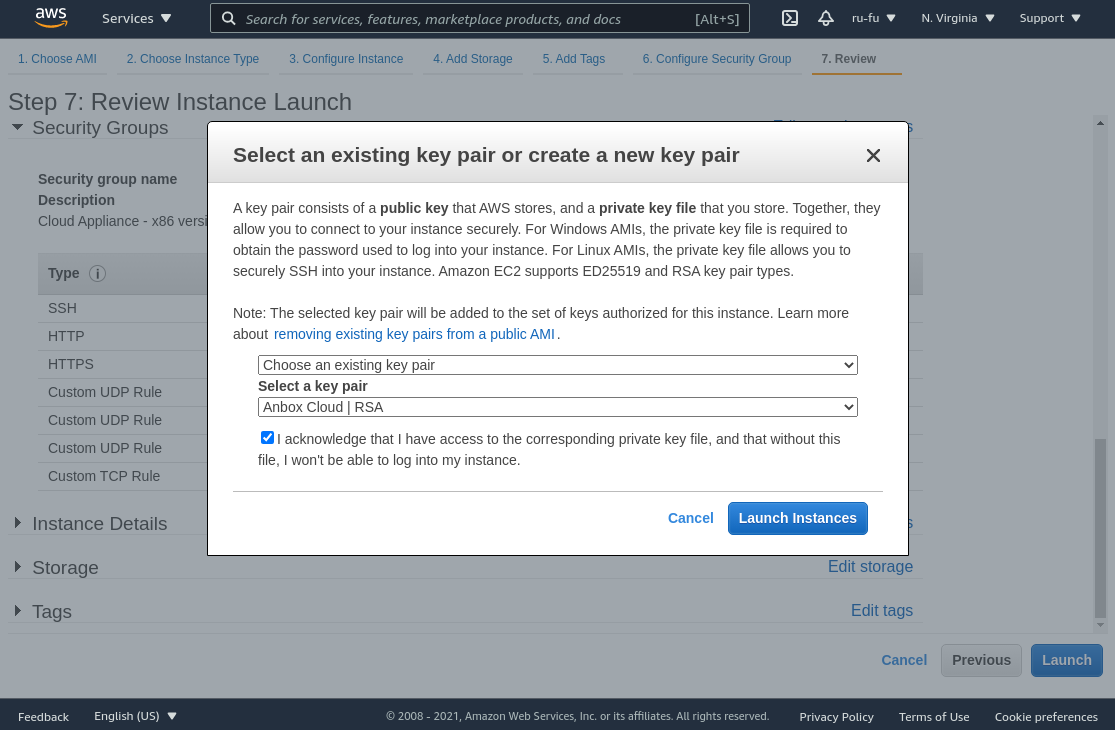 aws
Services
Search for services, features, marketplace products, and docs
[Alt+S]
ru-fu
N. Virginia
Support
1. Choose AMI
2. Choose Instance Type
3. Configure Instance
4. Add Storage
5. Add Tags
6. Configure Security Group
7. Review
Step 7: Review Instance Launch
Security Groups
Security group name
Description
Cloud Appliance - x86 versi
Type
SSH
HTTP
HTTPS
Custom UDP Rule
Custom UDP Rule
Custom UDP Rule
Custom TCP Rule
Select an existing key pair or create a new key pair
A key pair consists of a public key that AWS stores, and a private key file that you store. Together, they
allow you to connect to your instance securely. For Windows AMIs, the private key file is required to
obtain the password used to log into your instance. For Linux AMIs, the private key file allows you to
securely SSH into your instance. Amazon EC2 supports ED25519 and RSA key pair types.
Note: The selected key pair will be added to the set of keys authorized for this instance. Learn more
about removing existing key pairs from a public AMI.
Choose an existing key pair
Select a key pair
Anbox Cloud | RSA
I acknowledge that I have access to the corresponding private key file, and that without this
file, I won't be able to log into my instance.
Cancel
Launch Instances
Instance Details
Storage
Edit storage
Tags
Edit tags
Cancel
Previous
Launch
Feedback
English (US)
© 2008 - 2021, Amazon Web Services, Inc. or its affiliates. All rights reserved.
Privacy Policy
Terms of Use
Cookie preferences